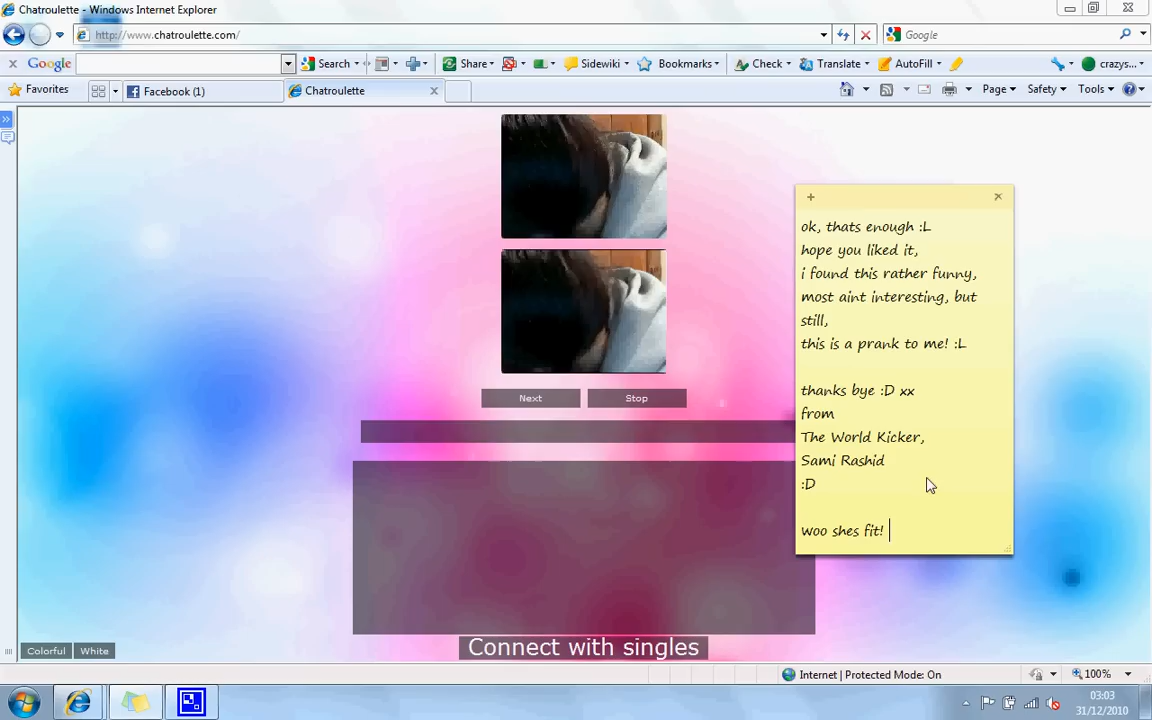 Chatroulette - Windows Internet Explorer
http://www.chatroulette.com/
Google
Google
Search
Share
Sidewiki
Bookmarks
Check
Translate
AutoFill
crazys...
Favorites
Facebook (1)
Chatroulette
Page
Safety
Tools
ok, thats enough :L
hope you liked it,
i found this rather funny,
most aint interesting, but
still,
this is a prank to me! :L
thanks bye :D xx
from
The World Kicker,
Sami Rashid
:D
woo shes fit!
Next
Stop
Connect with singles
Colorful
White
Internet | Protected Mode: On
100%
03:03
31/12/2010